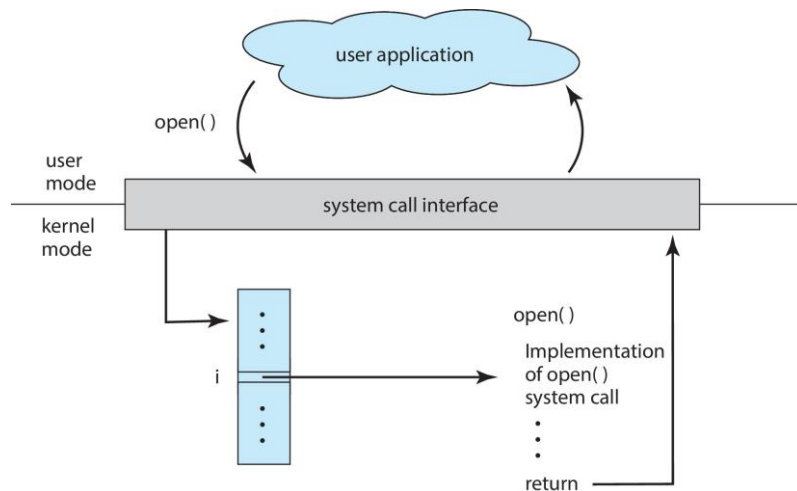 user application
open( )
user
mode
system call interface
kernel
mode
open( )
Implementation
of open( )
system call
i
return